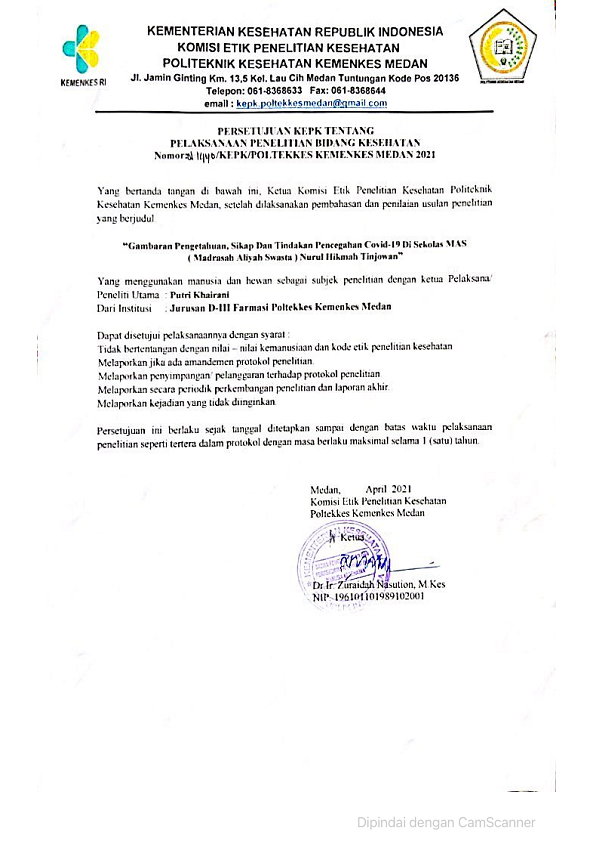 KEMENTERIAN KESEHATAN REPUBLIK INDONESIA
KOMISI ETIK PENELITIAN KESEHATAN
POLITEKNIK KESEHATAN KEMENKES MEDAN
Jl. Jamin Ginting Km. 13,5 Kel. Lau Cih Medan Tuntungan Kode Pos 20136
Telepon: 061-8368633 Fax: 061-8368644
email : kepk.poltekkesmedan@gmail.com
KEMENKES RI
PERSETUJUAN KEPK TENTANG
PELAKSANAAN PENELITIAN BIDANG KESEHATAN
Nomor: /KEPK/POLTEKKES KEMENKES MEDAN 2021
Yang bertanda tangan di bawah ini, Ketua Komisi Etik Penelitian Kesehatan Politeknik
Kesehatan Kemenkes Medan, setelah dilaksanakan pembahasan dan penilaian usulan penelitian
yang berjudul
“Gambaran Pengetahuan, Sikap Dan Tindakan Pencegahan Covid-19 Di Sekolas MAS
( Madrasah Aliyah Swasta ) Nurul Hikmah Tinjowan”
Yang menggunakan manusia dan hewan sebagai subjek penelitian dengan ketua Pelaksana/
Peneliti Utama : Putri Khairani
Dari Institusi : Jurusan D-III Farmasi Poltekkes Kemenkes Medan
Dapat disetujui pelaksanaannya dengan syarat :
Tidak bertentangan dengan nilai – nilai kemanusiaan dan kode etik penelitian kesehatan
Melaporkan jika ada amandemen protokol penelitian.
Melaporkan penyimpangan/ pelanggaran terhadap protokol penelitian
Melaporkan secara periodik perkembangan penelitian dan laporan akhir.
Melaporkan kejadian yang tidak diinginkan.
Persetujuan ini berlaku sejak tanggal ditetapkan sampai dengan batas waktu pelaksanaan
penelitian seperti tertera dalam protokol dengan masa berlaku maksimal selama 1 (satu) tahun.
Medan, April 2021
Komisi Etik Penelitian Kesehatan
Poltekkes Kemenkes Medan
Ketua,
Dr.Ir. Zuraidah Nasution, M.Kes
NIP. 196101101989102001
Dipindai dengan CamScanner